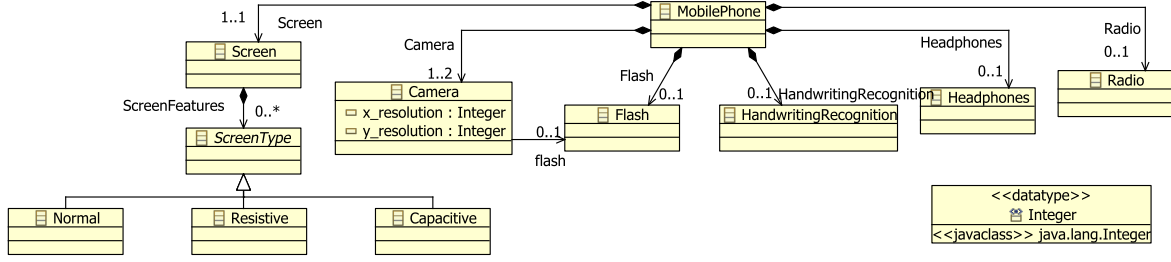 MobilePhone
1..1
Screen
Screen
Camera
1..2
Camera
x_resolution : Integer
y_resolution : Integer
Flash
0..1
Flash
0..1
flash
0..1
HandwritingRecognition
HandwritingRecognition
Headphones
0..1
Headphones
Radio
0..1
Radio
ScreenFeatures
0..*
ScreenType
Normal
Resistive
Capacitive
<<datatype>>
Integer
<<javaclass>> java.lang.Integer